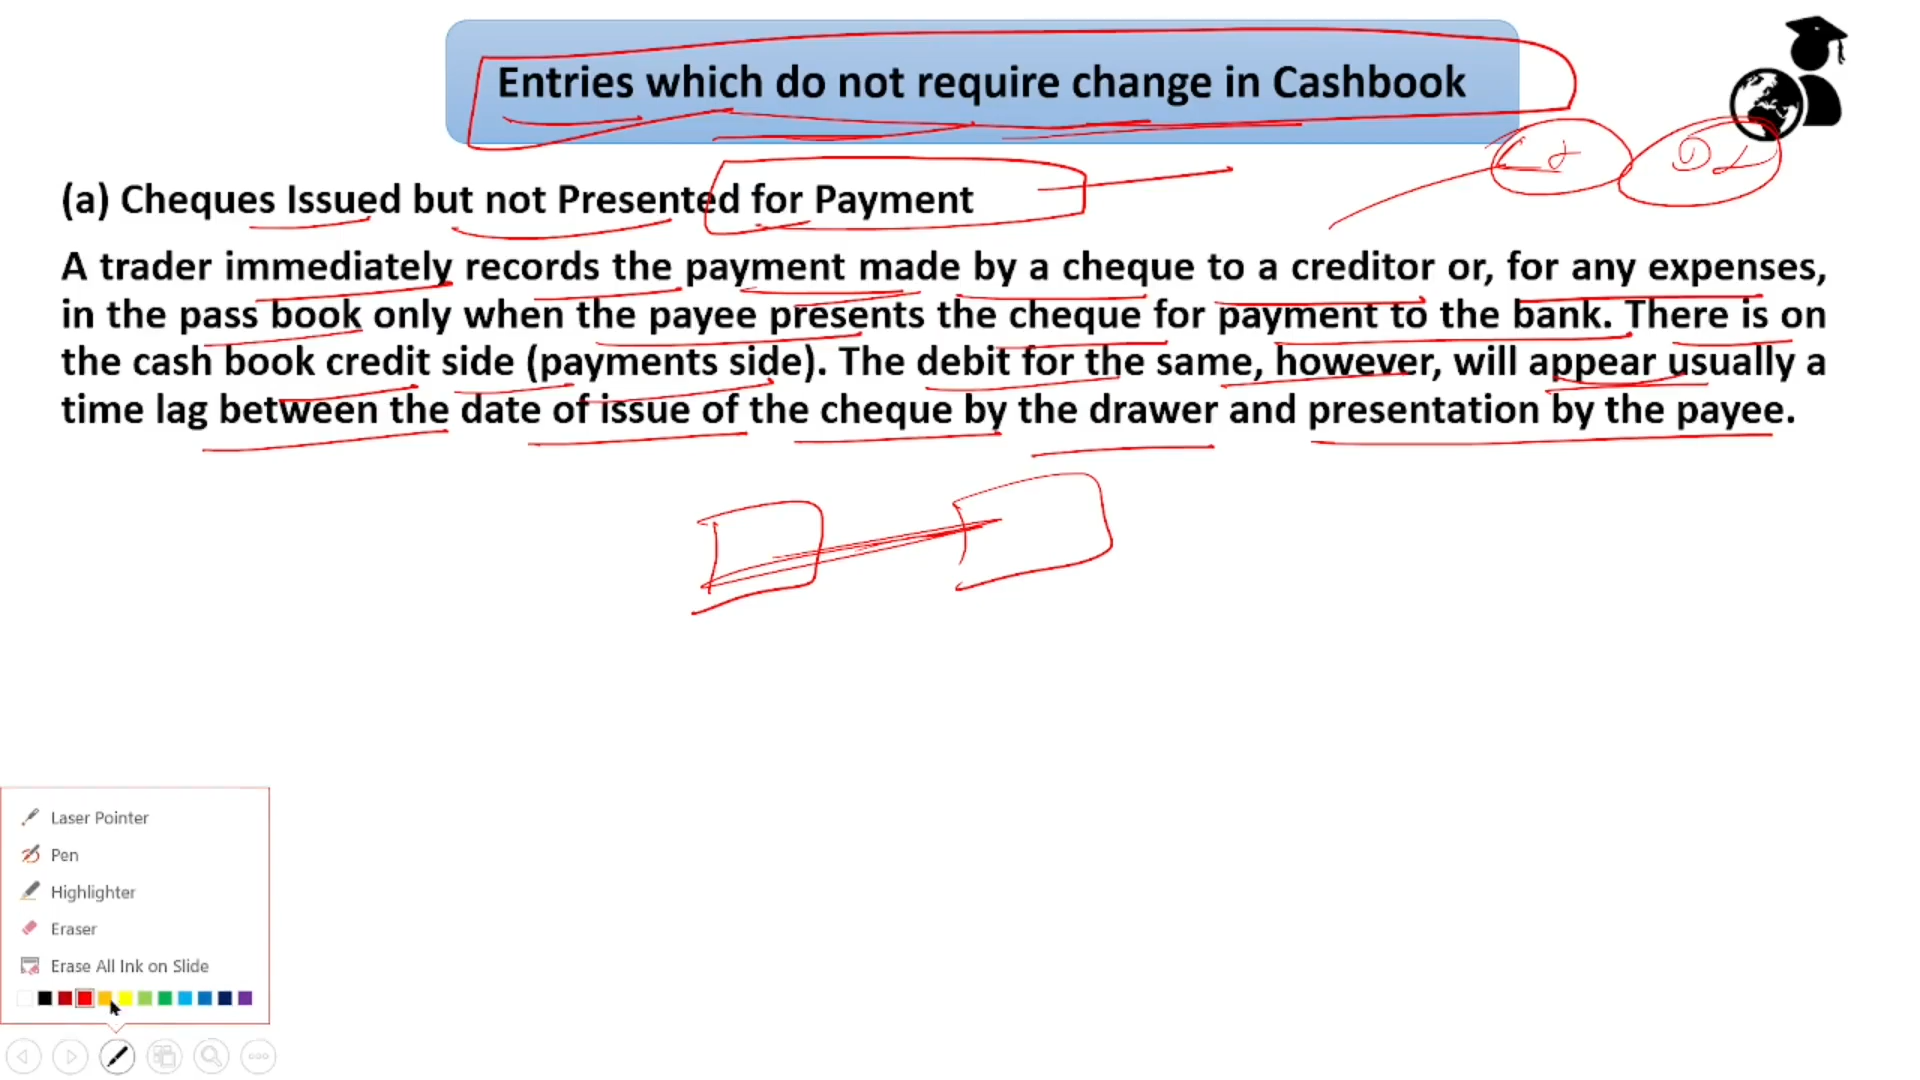 Entries which do not require change in Cashbook
(a) Cheques Issued but not Presented for Payment
A trader immediately records the payment made by a cheque to a creditor or, for any expenses,
in the pass book only when the payee presents the cheque for payment to the bank. There is on
the cash book credit side (payments side). The debit for the same, however, will appear usually a
time lag between the date of issue of the cheque by the drawer and presentation by the payee.
Laser Pointer
Pen
Highlighter
Eraser
Erase All Ink on Slide